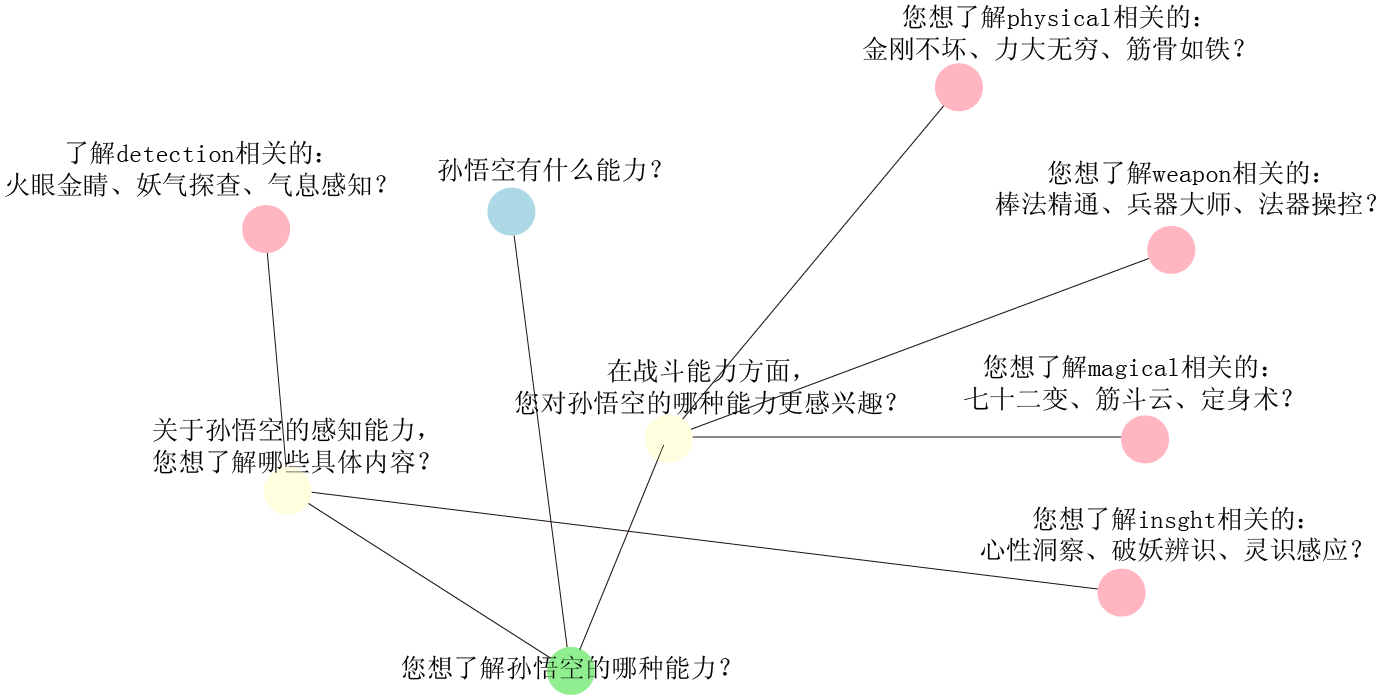 您想了解physical相关的：
金刚不坏、力大无穷、筋骨如铁？
了解detection相关的：
火眼金睛、妖气探查、气息感知？
孙悟空有什么能力？
您想了解weapon相关的：
棒法精通、兵器大师、法器操控？
在战斗能力方面，
您对孙悟空的哪种能力更感兴趣？
您想了解magical相关的：
七十二变、筋斗云、定身术？
关于孙悟空的感知能力，
您想了解哪些具体内容？
您想了解insght相关的：
心性洞察、破妖辨识、灵识感应？
您想了解孙悟空的哪种能力？